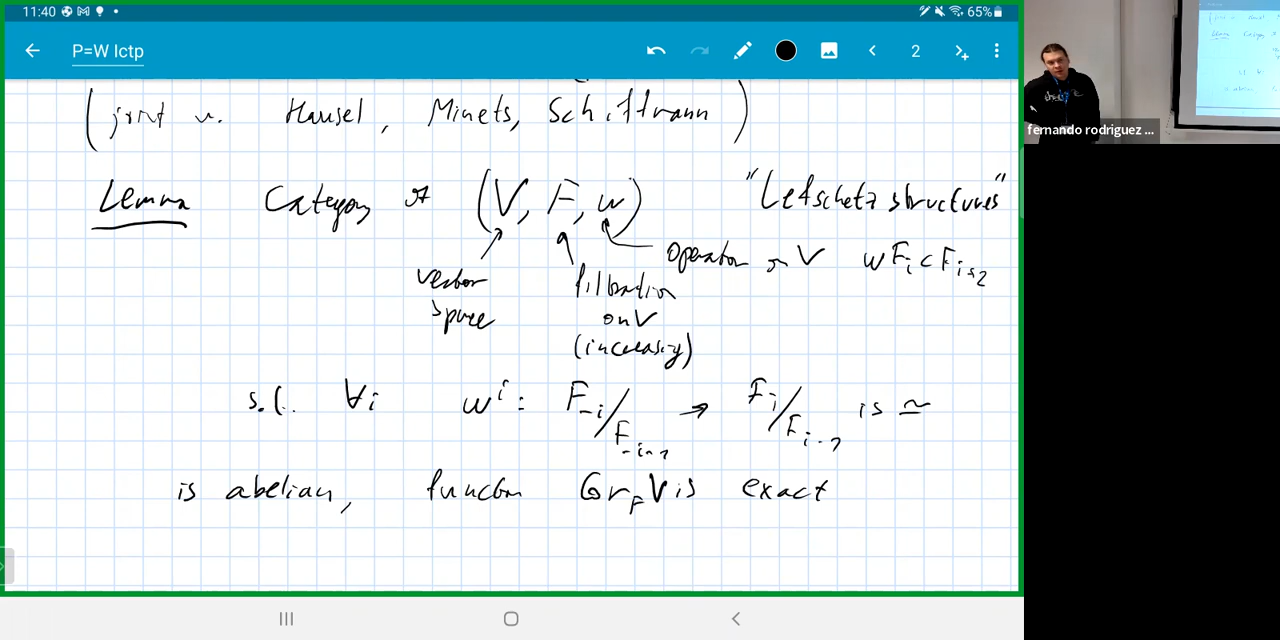 11:40
65%
P=W Ictp
2
(joint w. Hausel, Minets, Schiffmann)
Lemma Category of (V, F, w) "Lefschetz structures"
operator on V wF_i ⊂ F_{i+2}
vector space
filtration on V (increasing)
s.t. ∀i w^i : F_{-i}/F_{-i-1} → F_i/F_{i-1} is ≃
is abelian, functor Gr_F V is exact
fernando rodriguez ...